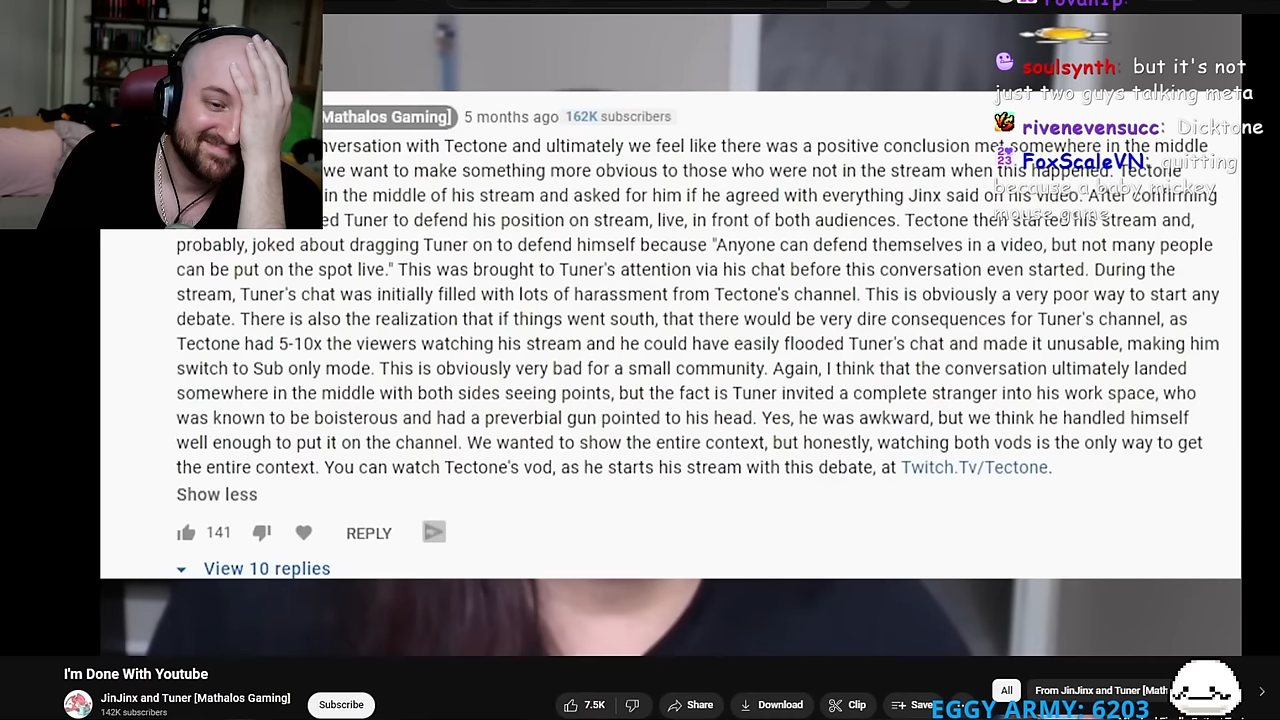 soulsynth: but it's not
just two guys talking meta
rivenevensucc: Dicktone
FoxScaleVN: quitting
because a baby mickey
mouse game
Mathalos Gaming] 5 months ago 162K subscribers
nversation with Tectone and ultimately we feel like there was a positive conclusion met somewhere in the middle
we want to make something more obvious to those who were not in the stream when this happened. Tectone
in the middle of his stream and asked for him if he agreed with everything Jinx said on his video. After confirming
ed Tuner to defend his position on stream, live, in front of both audiences. Tectone then started his stream and,
probably, joked about dragging Tuner on to defend himself because "Anyone can defend themselves in a video, but not many people
can be put on the spot live." This was brought to Tuner's attention via his chat before this conversation even started. During the
stream, Tuner's chat was initially filled with lots of harassment from Tectone's channel. This is obviously a very poor way to start any
debate. There is also the realization that if things went south, that there would be very dire consequences for Tuner's channel, as
Tectone had 5-10x the viewers watching his stream and he could have easily flooded Tuner's chat and made it unusable, making him
switch to Sub only mode. This is obviously very bad for a small community. Again, I think that the conversation ultimately landed
somewhere in the middle with both sides seeing points, but the fact is Tuner invited a complete stranger into his work space, who
was known to be boisterous and had a preverbial gun pointed to his head. Yes, he was awkward, but we think he handled himself
well enough to put it on the channel. We wanted to show the entire context, but honestly, watching both vods is the only way to get
the entire context. You can watch Tectone's vod, as he starts his stream with this debate, at Twitch.Tv/Tectone.
Show less
141 REPLY
View 10 replies
I'm Done With Youtube
JinJinx and Tuner [Mathalos Gaming]
142K subscribers
Subscribe
7.5K
Share
Download
Clip
Save
All
From JinJinx and Tuner [Math
EGGY ARMY: 6203